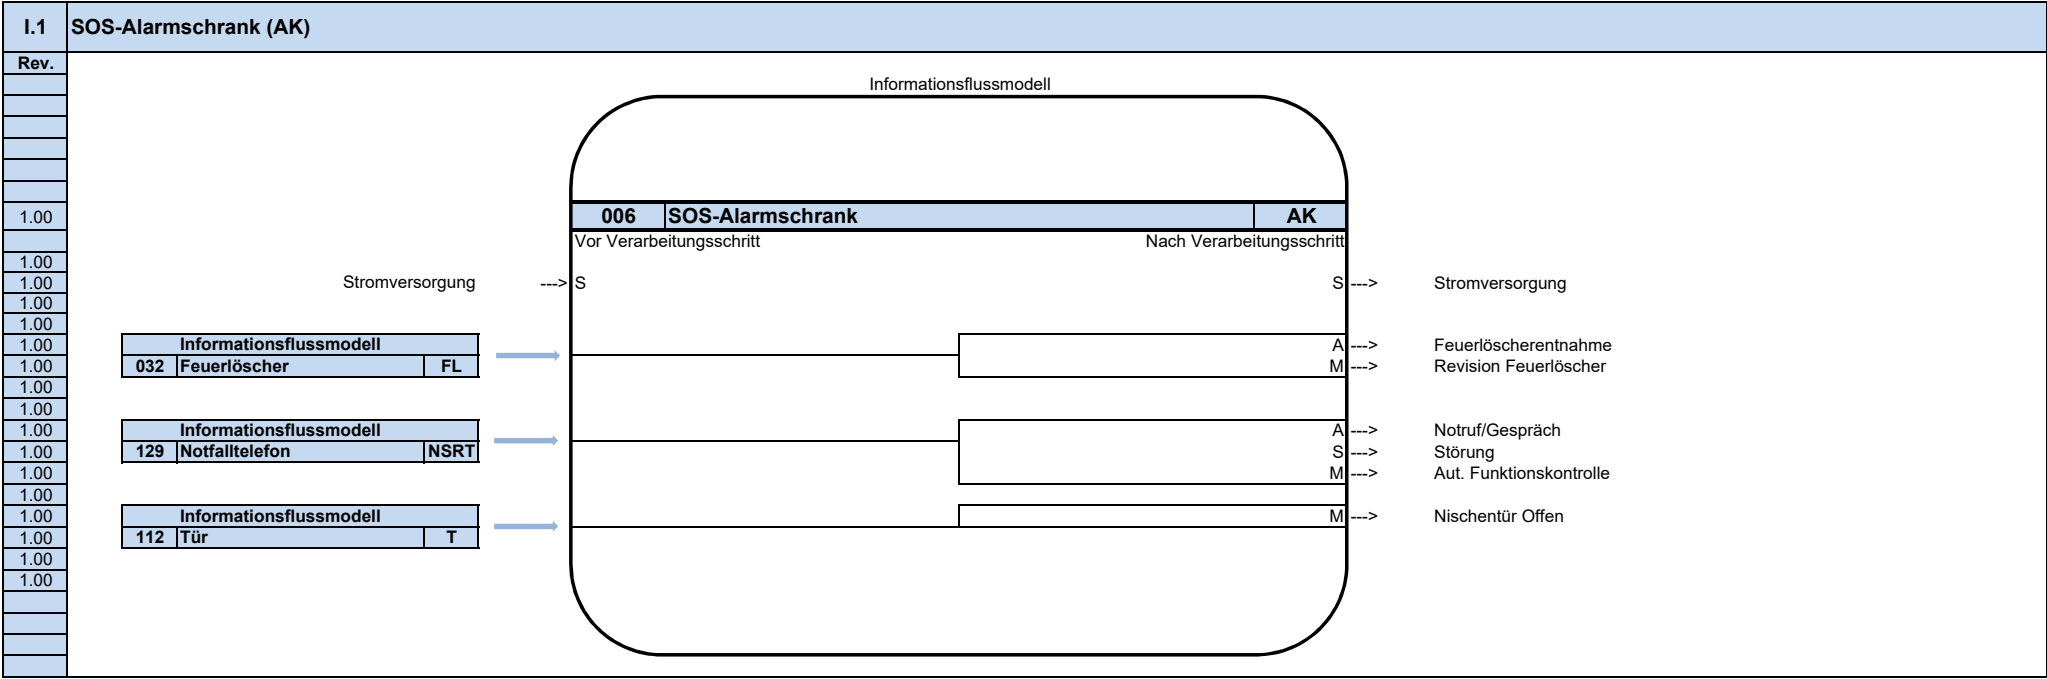 I.1 SOS-Alarmschrank (AK)
Rev.
Informationsflussmodell
1.00 006 SOS-Alarmschrank AK
Vor Verarbeitungsschritt Nach Verarbeitungsschritt
1.00
1.00 Stromversorgung ---> S S ---> Stromversorgung
1.00
1.00
1.00 Informationsflussmodell A ---> Feuerlöscherentnahme
1.00 032 Feuerlöscher FL M ---> Revision Feuerlöscher
1.00
1.00
1.00 Informationsflussmodell A ---> Notruf/Gespräch
1.00 129 Notfalltelefon NSRT S ---> Störung
1.00 M ---> Aut. Funktionskontrolle
1.00
1.00 Informationsflussmodell M ---> Nischentür Offen
1.00 112 Tür T
1.00
1.00